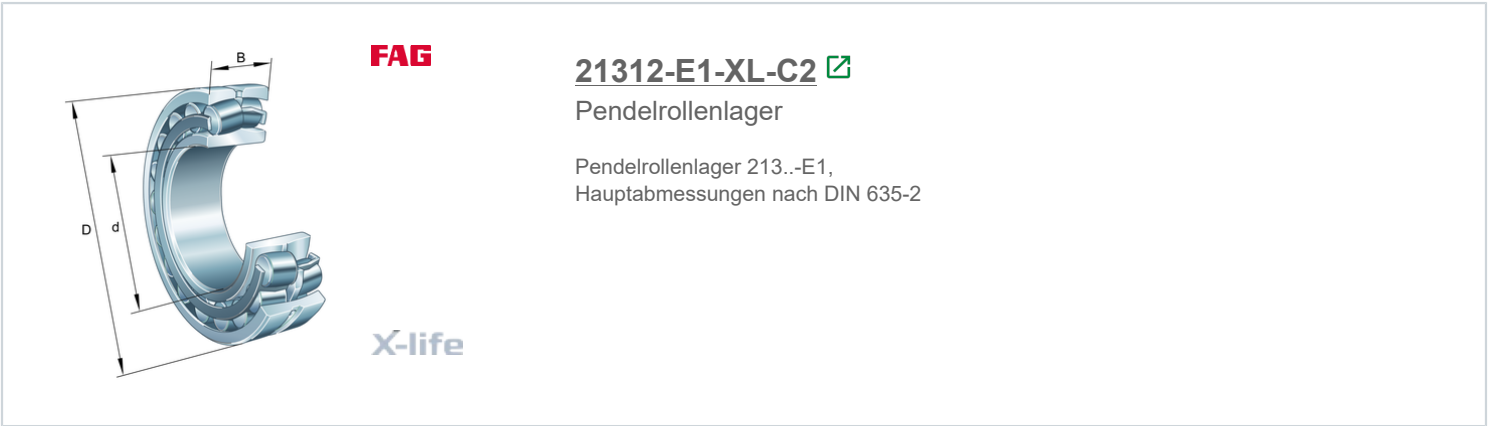 B
D
d
FAG
X-life
21312-E1-XL-C2
Pendelrollenlager
Pendelrollenlager 213..-E1,
Hauptabmessungen nach DIN 635-2